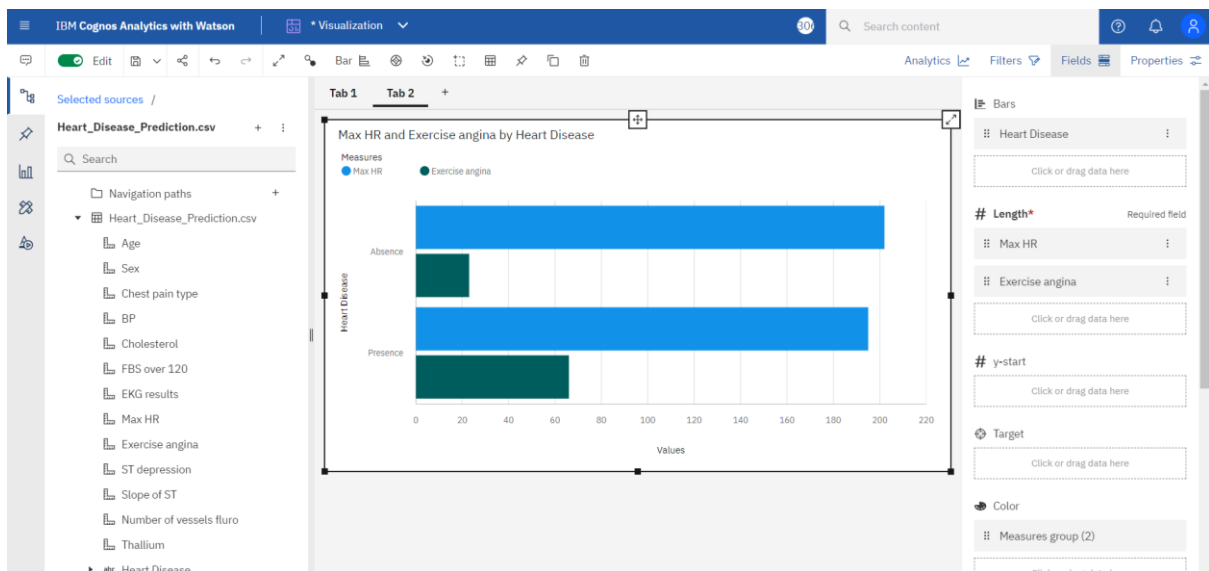 IBM Cognos Analytics with Watson
* Visualization
Search content
Edit
Bar
Analytics
Filters
Fields
Properties
Selected sources /
Heart_Disease_Prediction.csv
Search
Navigation paths
Heart_Disease_Prediction.csv
Age
Sex
Chest pain type
BP
Cholesterol
FBS over 120
EKG results
Max HR
Exercise angina
ST depression
Slope of ST
Number of vessels fluro
Thallium
abc Heart Disease
Tab 1 Tab 2 +
Max HR and Exercise angina by Heart Disease
Measures
Max HR Exercise angina
Heart Disease
Absence
Presence
0 20 40 60 80 100 120 140 160 180 200 220
Values
Bars
Heart Disease
Click or drag data here
# Length* Required field
Max HR
Exercise angina
Click or drag data here
# y-start
Click or drag data here
Target
Click or drag data here
Color
Measures group (2)